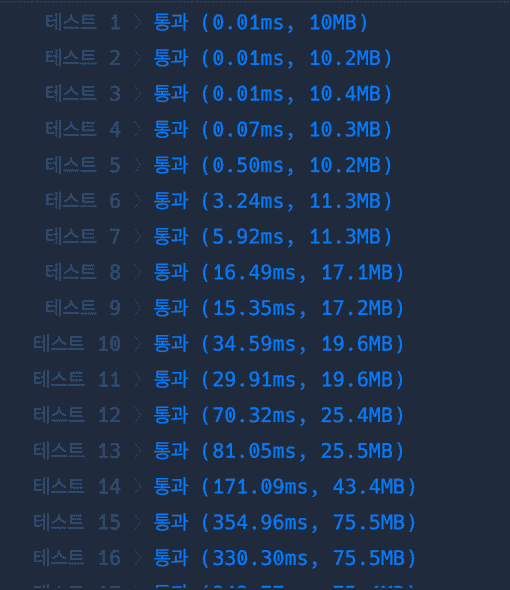 테스트 1 〉 통과 (0.01ms, 10MB)
테스트 2 〉 통과 (0.01ms, 10.2MB)
테스트 3 〉 통과 (0.01ms, 10.4MB)
테스트 4 〉 통과 (0.07ms, 10.3MB)
테스트 5 〉 통과 (0.50ms, 10.2MB)
테스트 6 〉 통과 (3.24ms, 11.3MB)
테스트 7 〉 통과 (5.92ms, 11.3MB)
테스트 8 〉 통과 (16.49ms, 17.1MB)
테스트 9 〉 통과 (15.35ms, 17.2MB)
테스트 10 〉 통과 (34.59ms, 19.6MB)
테스트 11 〉 통과 (29.91ms, 19.6MB)
테스트 12 〉 통과 (70.32ms, 25.4MB)
테스트 13 〉 통과 (81.05ms, 25.5MB)
테스트 14 〉 통과 (171.09ms, 43.4MB)
테스트 15 〉 통과 (354.96ms, 75.5MB)
테스트 16 〉 통과 (330.30ms, 75.5MB)